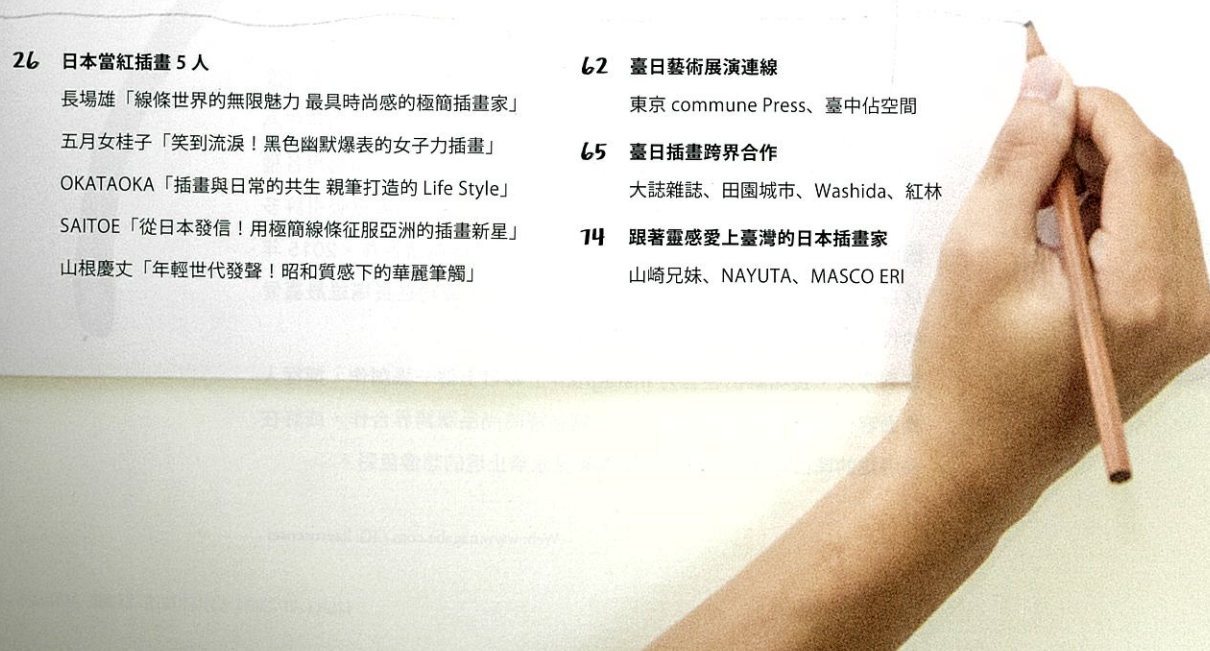 26 日本當紅插畫 5 人
長場雄「線條世界的無限魅力 最具時尚感的極簡插畫家」
五月女桂子「笑到流淚！黑色幽默爆表的女子力插畫」
OKATAOKA「插畫與日常的共生 親筆打造的 Life Style」
SAITOE「從日本發信！用極簡線條征服亞洲的插畫新星」
山根慶丈「年輕世代發聲！昭和質感下的華麗筆觸」
62 臺日藝術展演連線
東京 commune Press、臺中佔空間
65 臺日插畫跨界合作
大誌雜誌、田園城市、Washida、紅林
74 跟著靈感愛上臺灣的日本插畫家
山崎兄妹、NAYUTA、MASCO ERI